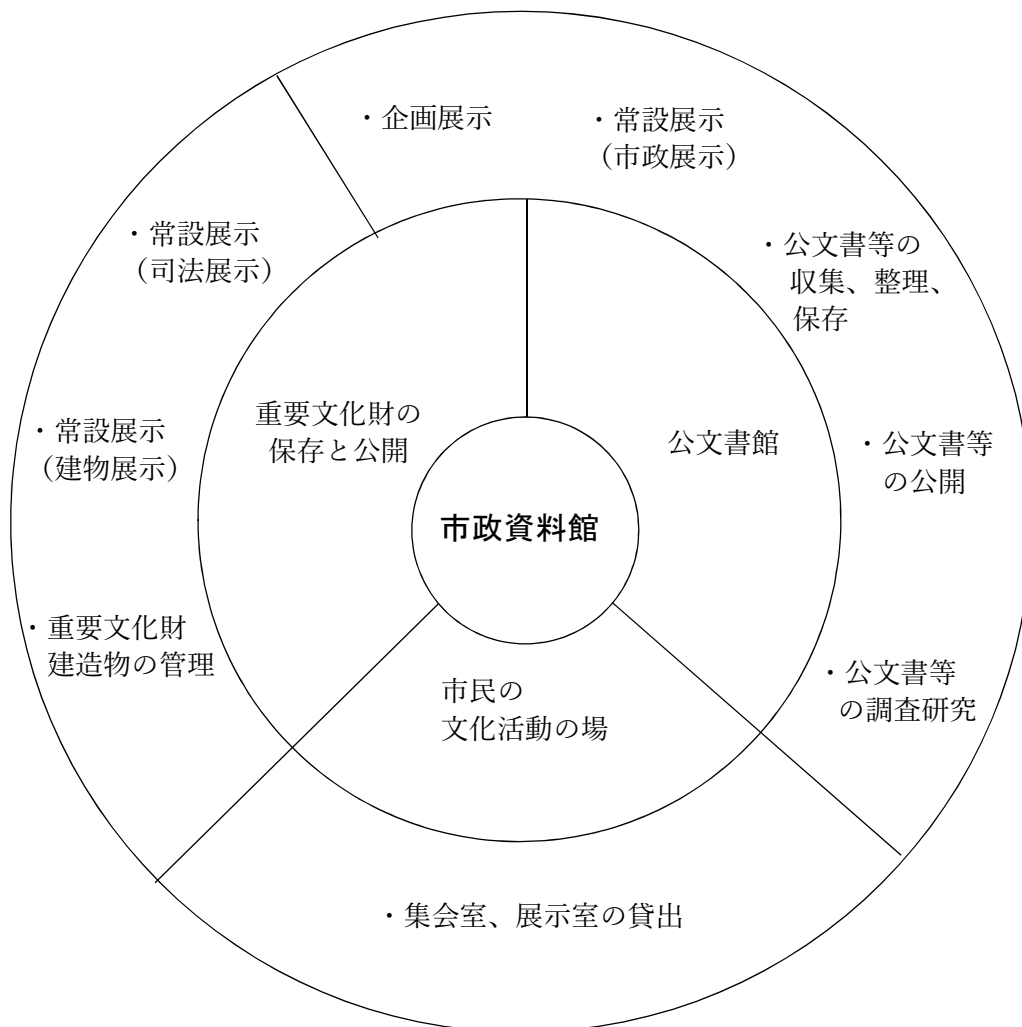 ・企画展示
・常設展示
（市政展示）
・常設展示
（司法展示）
・公文書等の
収集、整理、
保存
・常設展示
（建物展示）
重要文化財の
保存と公開
公文書館
・公文書等
の公開
市政資料館
・重要文化財
建造物の管理
市民の
文化活動の場
・公文書等
の調査研究
・集会室、展示室の貸出